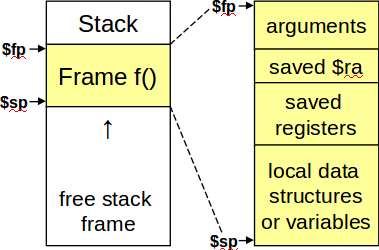 Stack
$fp
Frame f()
$sp
↑
free stack
frame
$fp
arguments
saved $ra
saved
registers
local data
structures
or variables
$sp